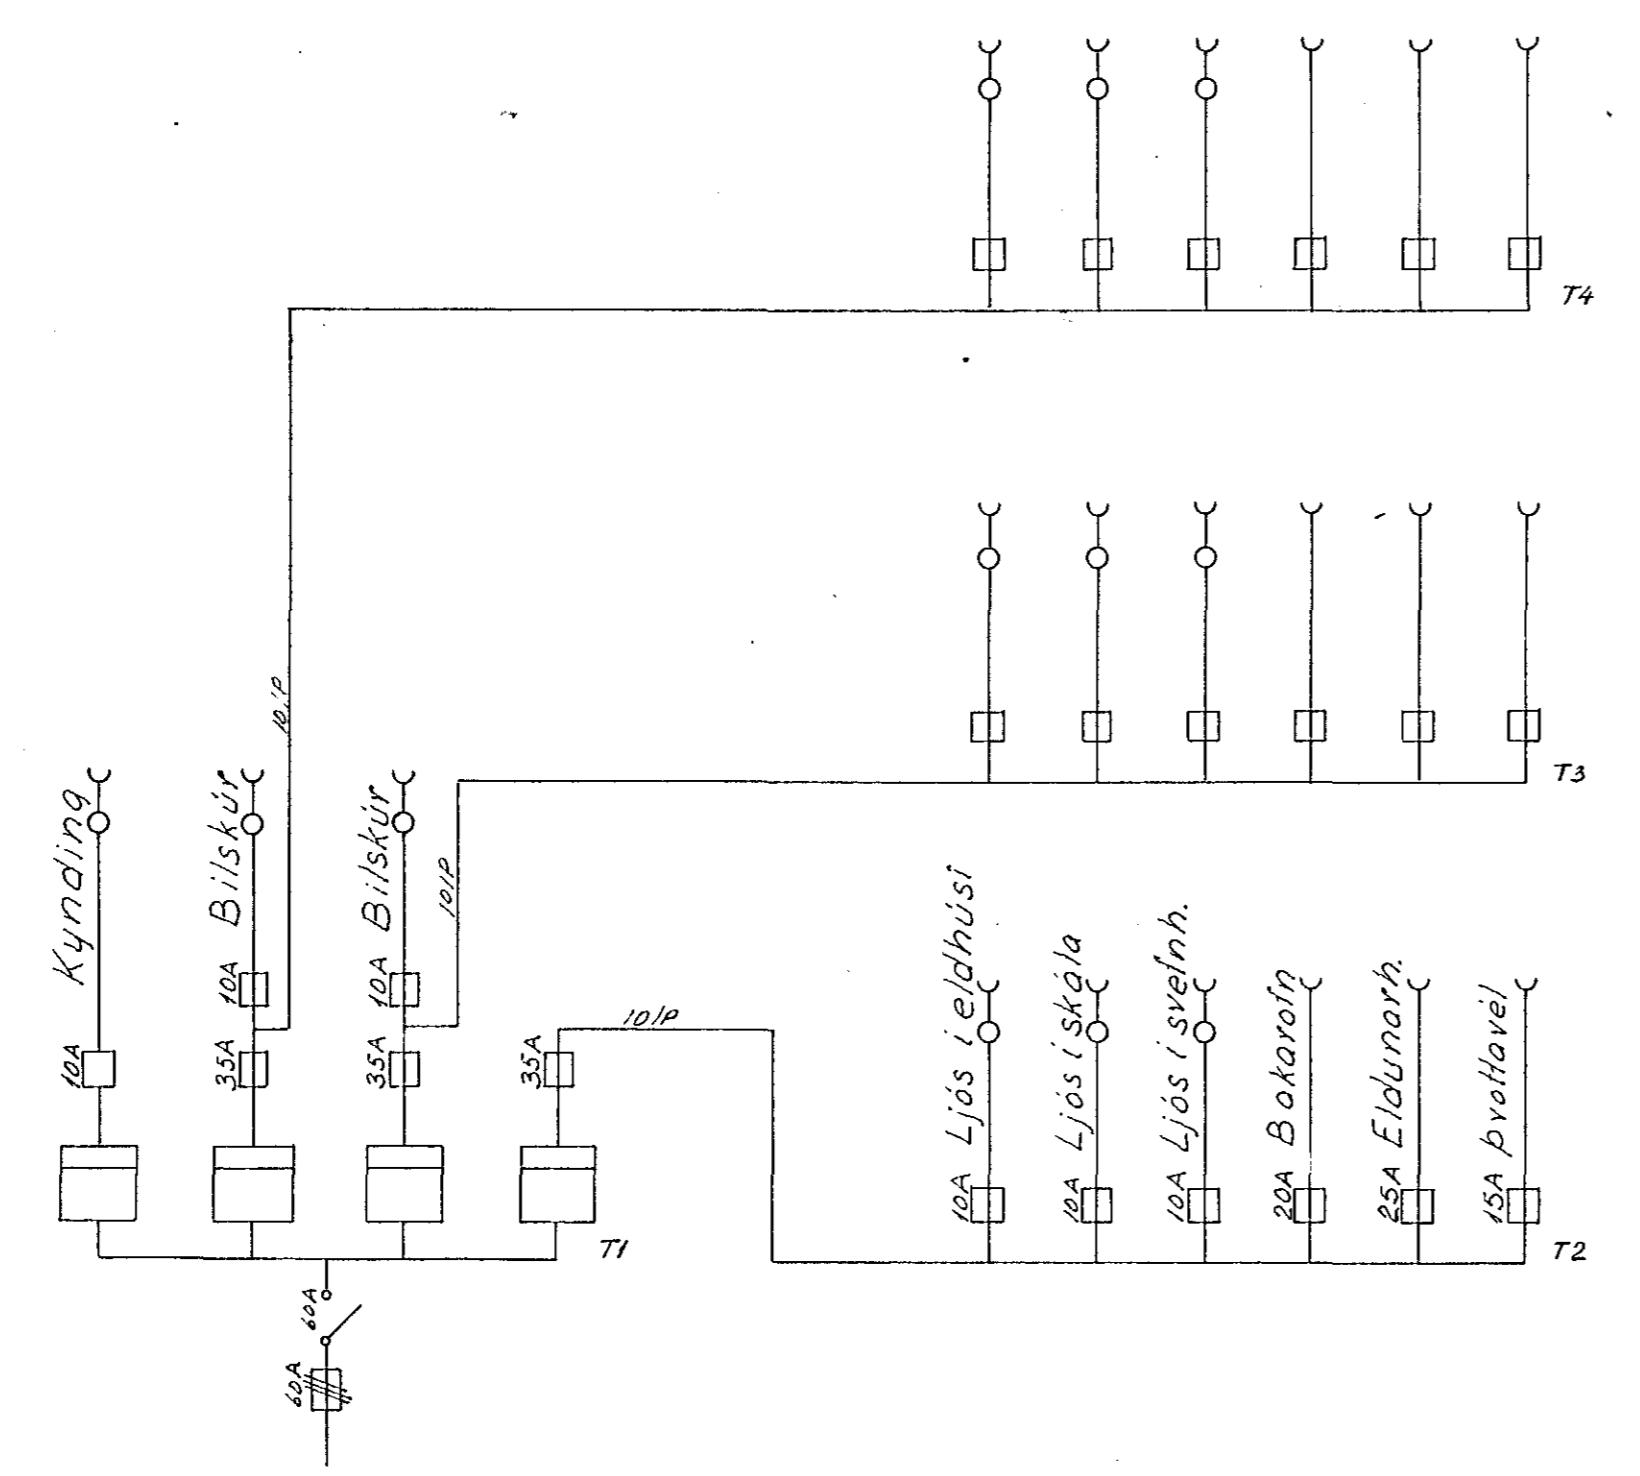 T4
10/P
T3
Kynding
Bilskúr
Bilskúr
10/P
10A
10A
10A
35A
35A
35A
10/P
Ljós í eldhúsi
Ljós í skála
Ljós í svefnh.
Bakarofn
Eldunarh.
þvottavél
10A
10A
10A
20A
25A
15A
T1
T2
60A
60A